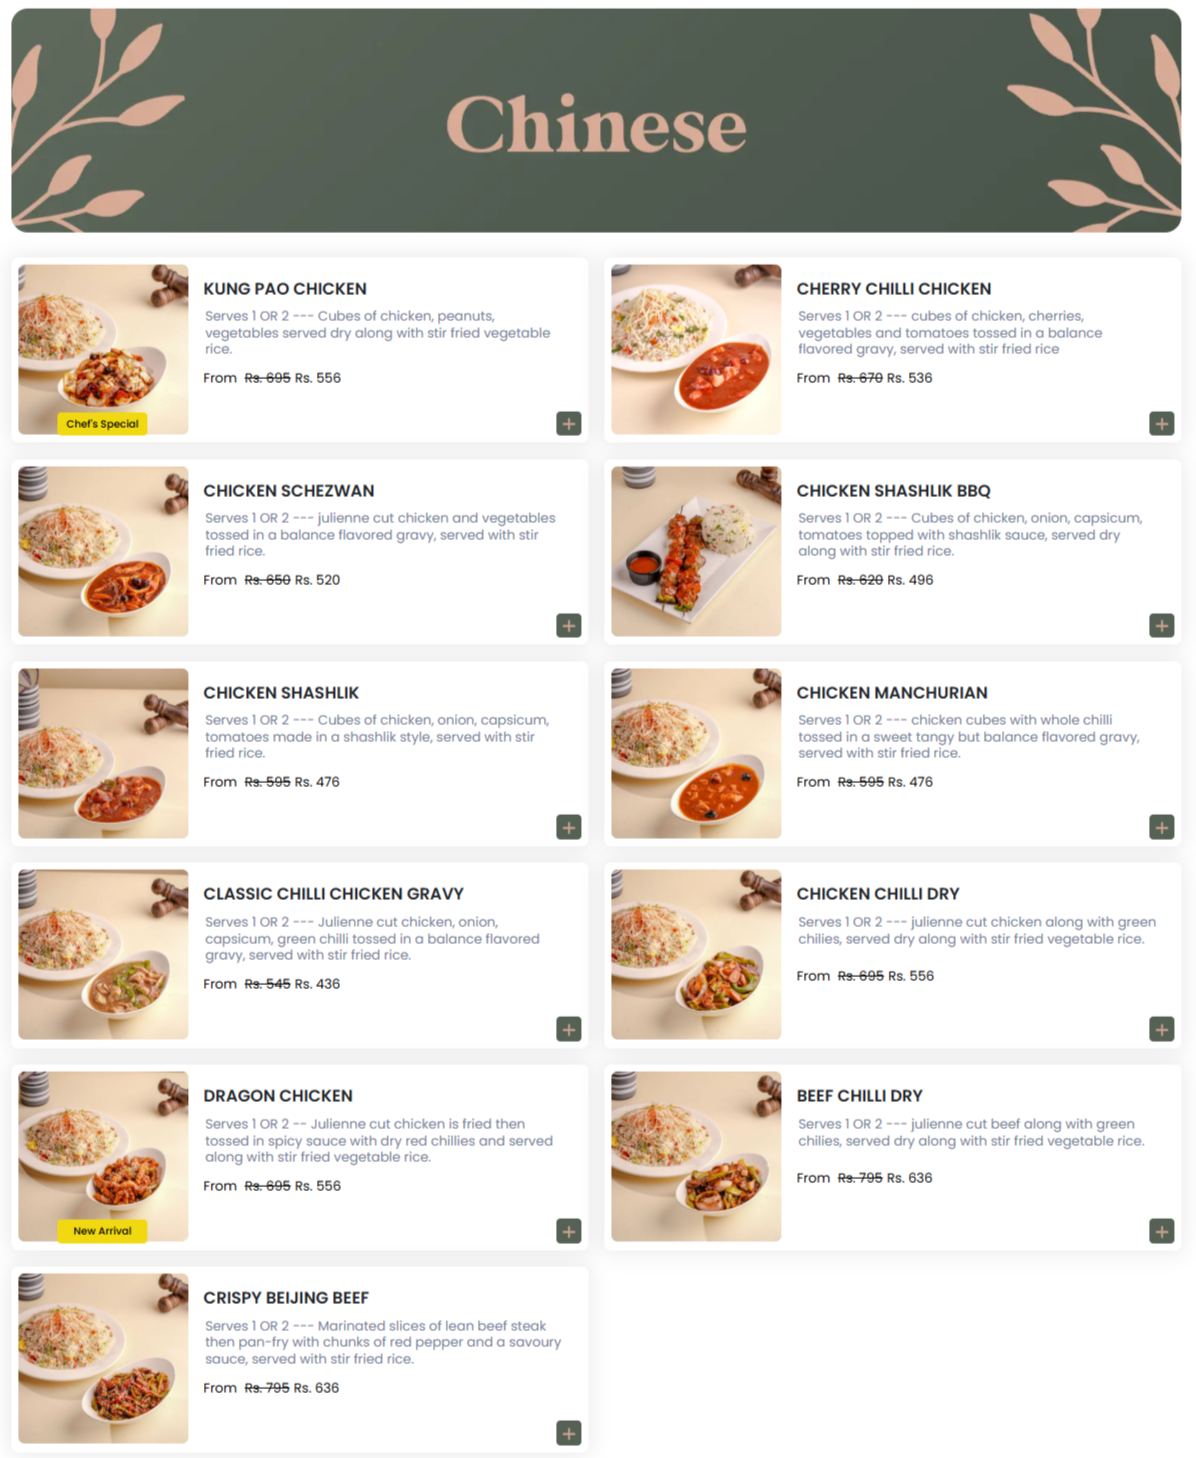 Chinese
KUNG PAO CHICKEN
Serves 1 OR 2 --- Cubes of chicken, peanuts,
vegetables served dry along with stir fried vegetable
rice.
From Rs. 695 Rs. 556
Chef's Special
CHERRY CHILLI CHICKEN
Serves 1 OR 2 --- cubes of chicken, cherries,
vegetables and tomatoes tossed in a balance
flavored gravy, served with stir fried rice
From Rs. 670 Rs. 536
CHICKEN SCHEZWAN
Serves 1 OR 2 --- julienne cut chicken and vegetables
tossed in a balance flavored gravy, served with stir
fried rice.
From Rs. 650 Rs. 520
CHICKEN SHASHLIK BBQ
Serves 1 OR 2 --- Cubes of chicken, onion, capsicum,
tomatoes topped with shashlik sauce, served dry
along with stir fried rice.
From Rs. 620 Rs. 496
CHICKEN SHASHLIK
Serves 1 OR 2 --- Cubes of chicken, onion, capsicum,
tomatoes made in a shashlik style, served with stir
fried rice.
From Rs. 595 Rs. 476
CHICKEN MANCHURIAN
Serves 1 OR 2 --- chicken cubes with whole chilli
tossed in a sweet tangy but balance flavored gravy,
served with stir fried rice.
From Rs. 595 Rs. 476
CLASSIC CHILLI CHICKEN GRAVY
Serves 1 OR 2 --- Julienne cut chicken, onion,
capsicum, green chilli tossed in a balance flavored
gravy, served with stir fried rice.
From Rs. 545 Rs. 436
CHICKEN CHILLI DRY
Serves 1 OR 2 --- julienne cut chicken along with green
chilies, served dry along with stir fried vegetable rice.
From Rs. 695 Rs. 556
DRAGON CHICKEN
Serves 1 OR 2 -- Julienne cut chicken is fried then
tossed in spicy sauce with dry red chillies and served
along with stir fried vegetable rice.
From Rs. 695 Rs. 556
New Arrival
BEEF CHILLI DRY
Serves 1 OR 2 --- julienne cut beef along with green
chilies, served dry along with stir fried vegetable rice.
From Rs. 795 Rs. 636
CRISPY BEIJING BEEF
Serves 1 OR 2 --- Marinated slices of lean beef steak
then pan-fry with chunks of red pepper and a savoury
sauce, served with stir fried rice.
From Rs. 795 Rs. 636